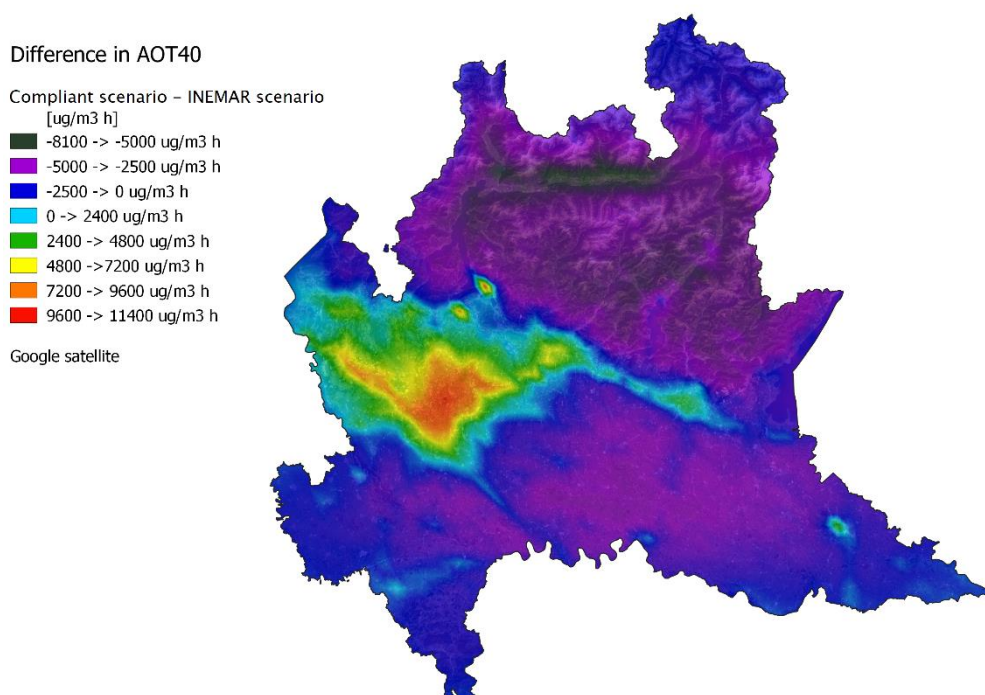 Difference in AOT40
Compliant scenario - INEMAR scenario
[ug/m3 h]
-8100 -> -5000 ug/m3 h
-5000 -> -2500 ug/m3 h
-2500 -> 0 ug/m3 h
0 -> 2400 ug/m3 h
2400 -> 4800 ug/m3 h
4800 ->7200 ug/m3 h
7200 -> 9600 ug/m3 h
9600 -> 11400 ug/m3 h
Google satellite